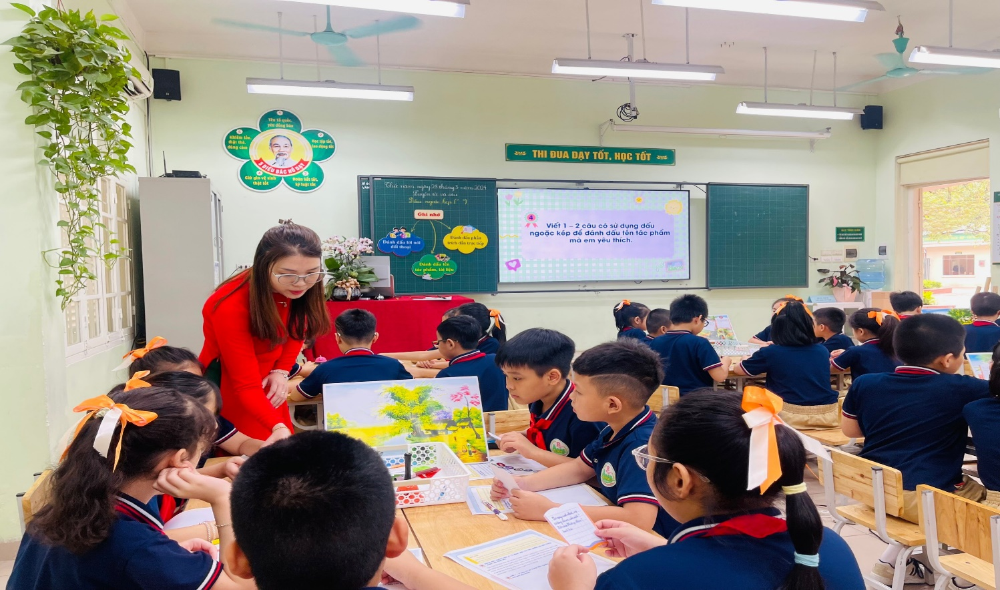 1
Yêu Tổ quốc,
yêu đồng bào
5
Khiêm tốn,
thật thà,
dũng cảm
2
Học tập tốt,
lao động tốt
4
Giữ gìn vệ sinh
thật tốt
3
Đoàn kết tốt,
kỷ luật tốt
5 ĐIỀU BÁC HỒ DẠY
THI ĐUA DẠY TỐT, HỌC TỐT
Thứ năm ngày 28 tháng 3 năm 2024
Luyện từ và câu
Dấu ngoặc kép (" ")
Ghi nhớ
Đánh dấu lời nói
đối thoại
Đánh dấu phần
trích dẫn trực tiếp
Đánh dấu tên
tác phẩm, tài liệu
4
Viết 1 – 2 câu có sử dụng dấu
ngoặc kép để đánh dấu tên tác phẩm
mà em yêu thích.